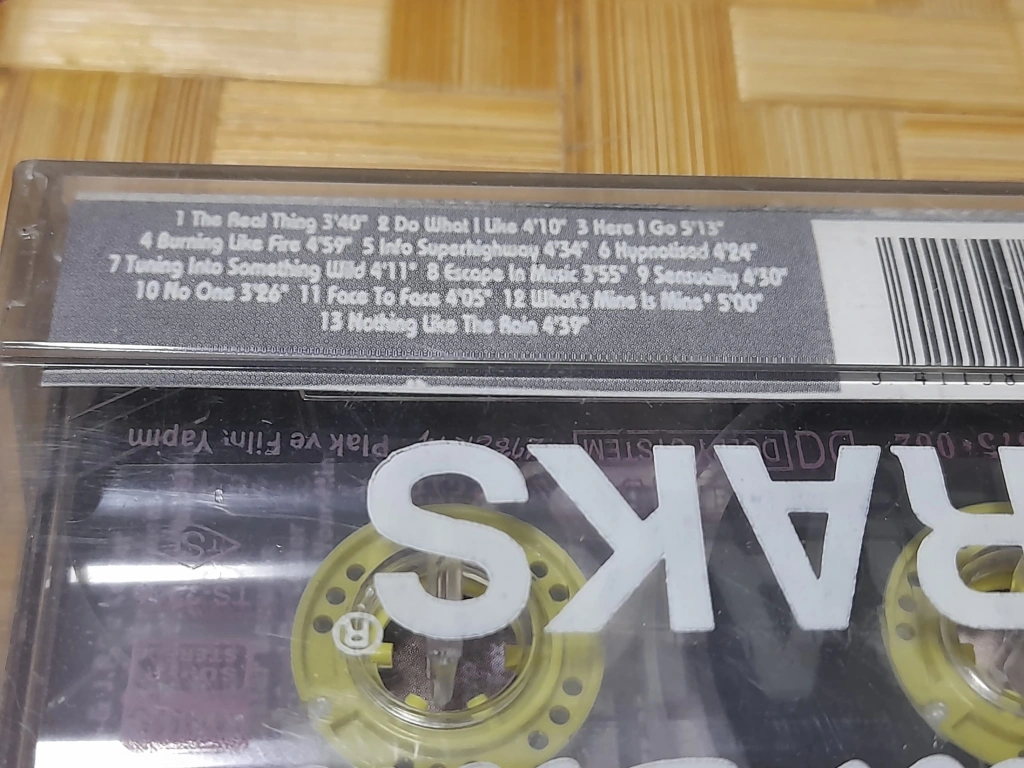 1 The Real Thing 3'40" 2 Do What I Like 4'10" 3 Here I Go 5'13"
4 Burning Like Fire 4'59" 5 Info Superhighway 4'34" 6 Hypnotised 4'24"
7 Tuning Into Something Wild 4'11" 8 Escape In Music 3'55" 9 Sensuality 4'30"
10 No One 3'26" 11 Face To Face 4'05" 12 What's Mine Is Mine* 5'00"
13 Nothing Like The Rain 4'39"
DOLBY SYSTEM
Plak ve Film Yapım
RAKS
®